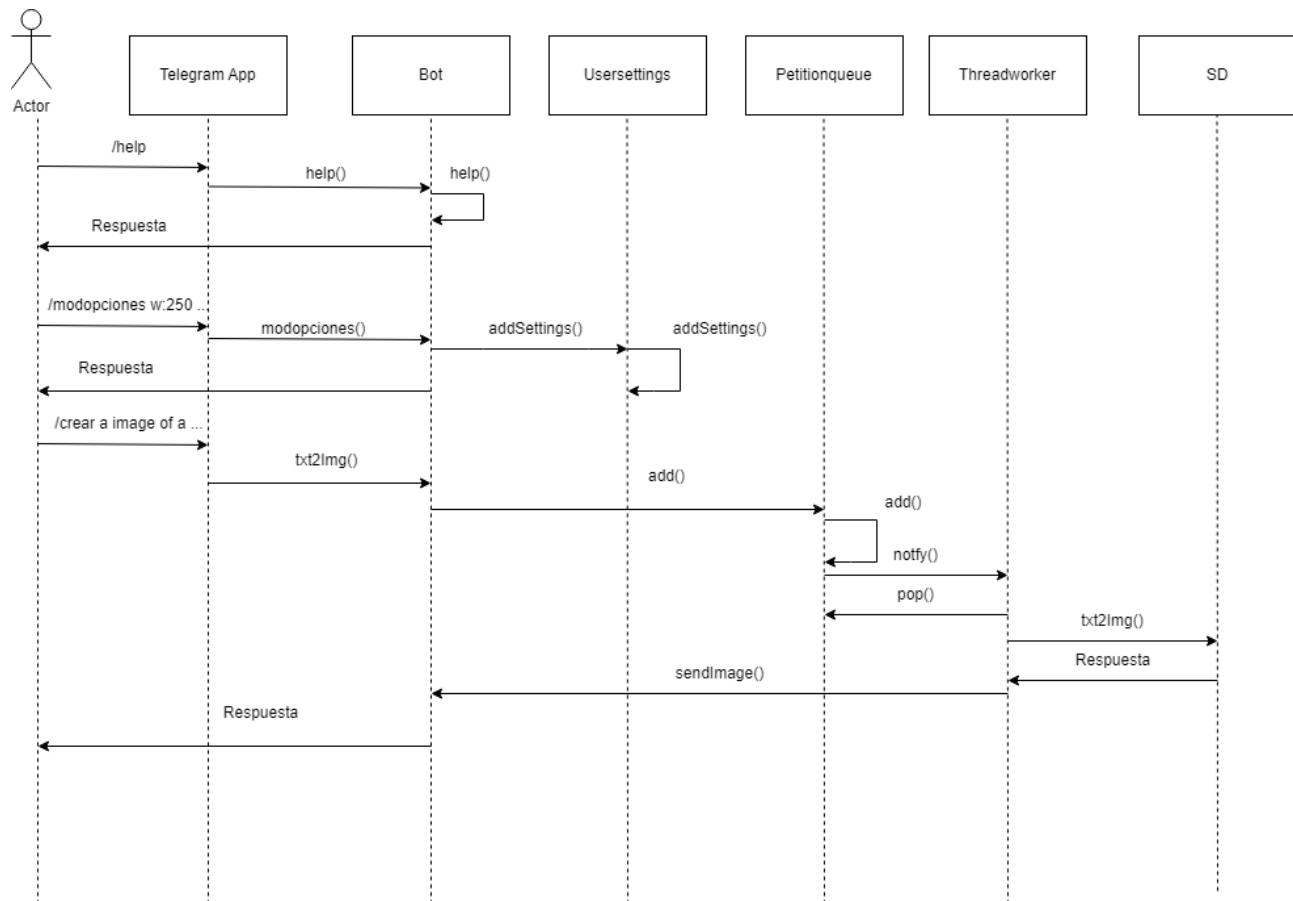 Actor
Telegram App
Bot
Usersettings
Petitionqueue
Threadworker
SD
/help
help()
help()
Respuesta
/modopciones w:250 ...
modopciones()
addSettings()
addSettings()
Respuesta
/crear a image of a ...
txt2Img()
add()
add()
notfy()
pop()
txt2Img()
Respuesta
sendImage()
Respuesta